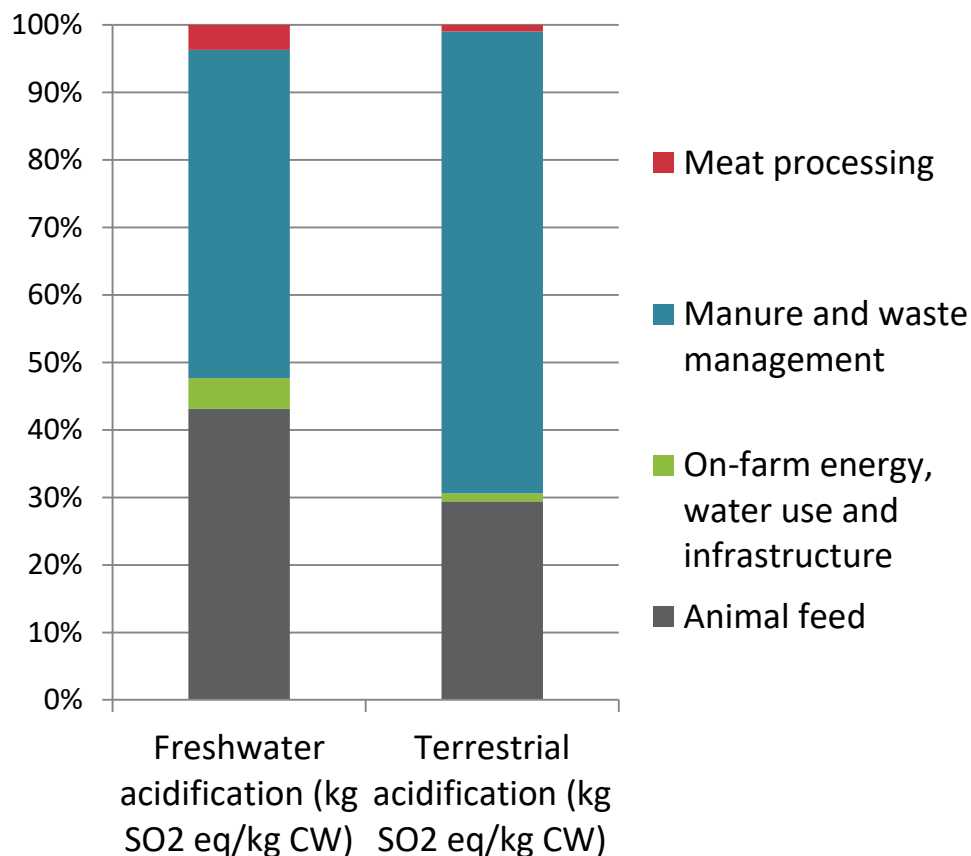 100%
90%
80%
70%
60%
50%
40%
30%
20%
10%
0%
Freshwater
acidification (kg
SO2 eq/kg CW)
Terrestrial
acidification (kg
SO2 eq/kg CW)
Meat processing
Manure and waste
management
On-farm energy,
water use and
infrastructure
Animal feed